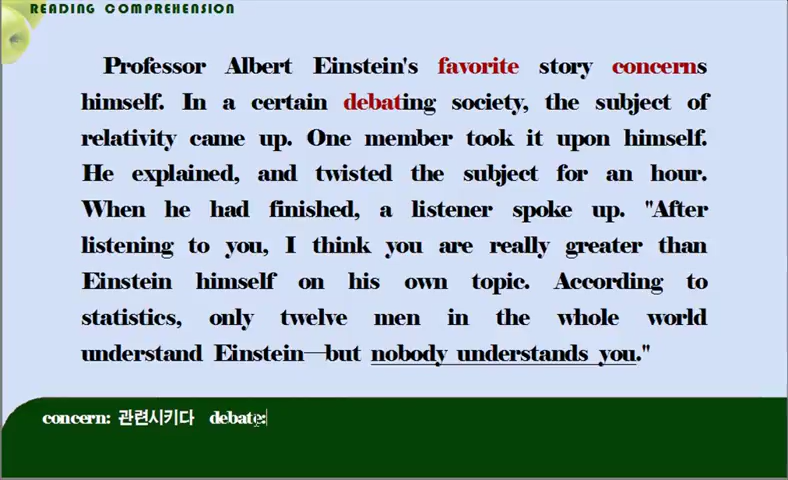 READING COMPREHENSION
Professor Albert Einstein's favorite story concerns
himself. In a certain debating society, the subject of
relativity came up. One member took it upon himself.
He explained, and twisted the subject for an hour.
When he had finished, a listener spoke up. "After
listening to you, I think you are really greater than
Einstein himself on his own topic. According to
statistics, only twelve men in the whole world
understand Einstein—but nobody understands you."
concern: 관련시키다 debate: